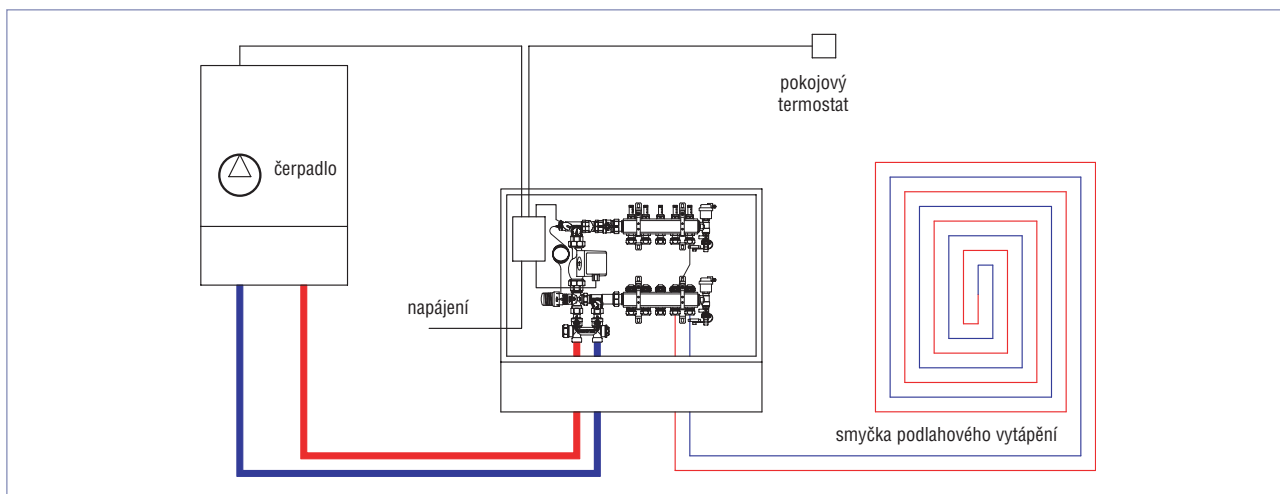 pokojový
termostat
čerpadlo
napájení
smyčka podlahového vytápění